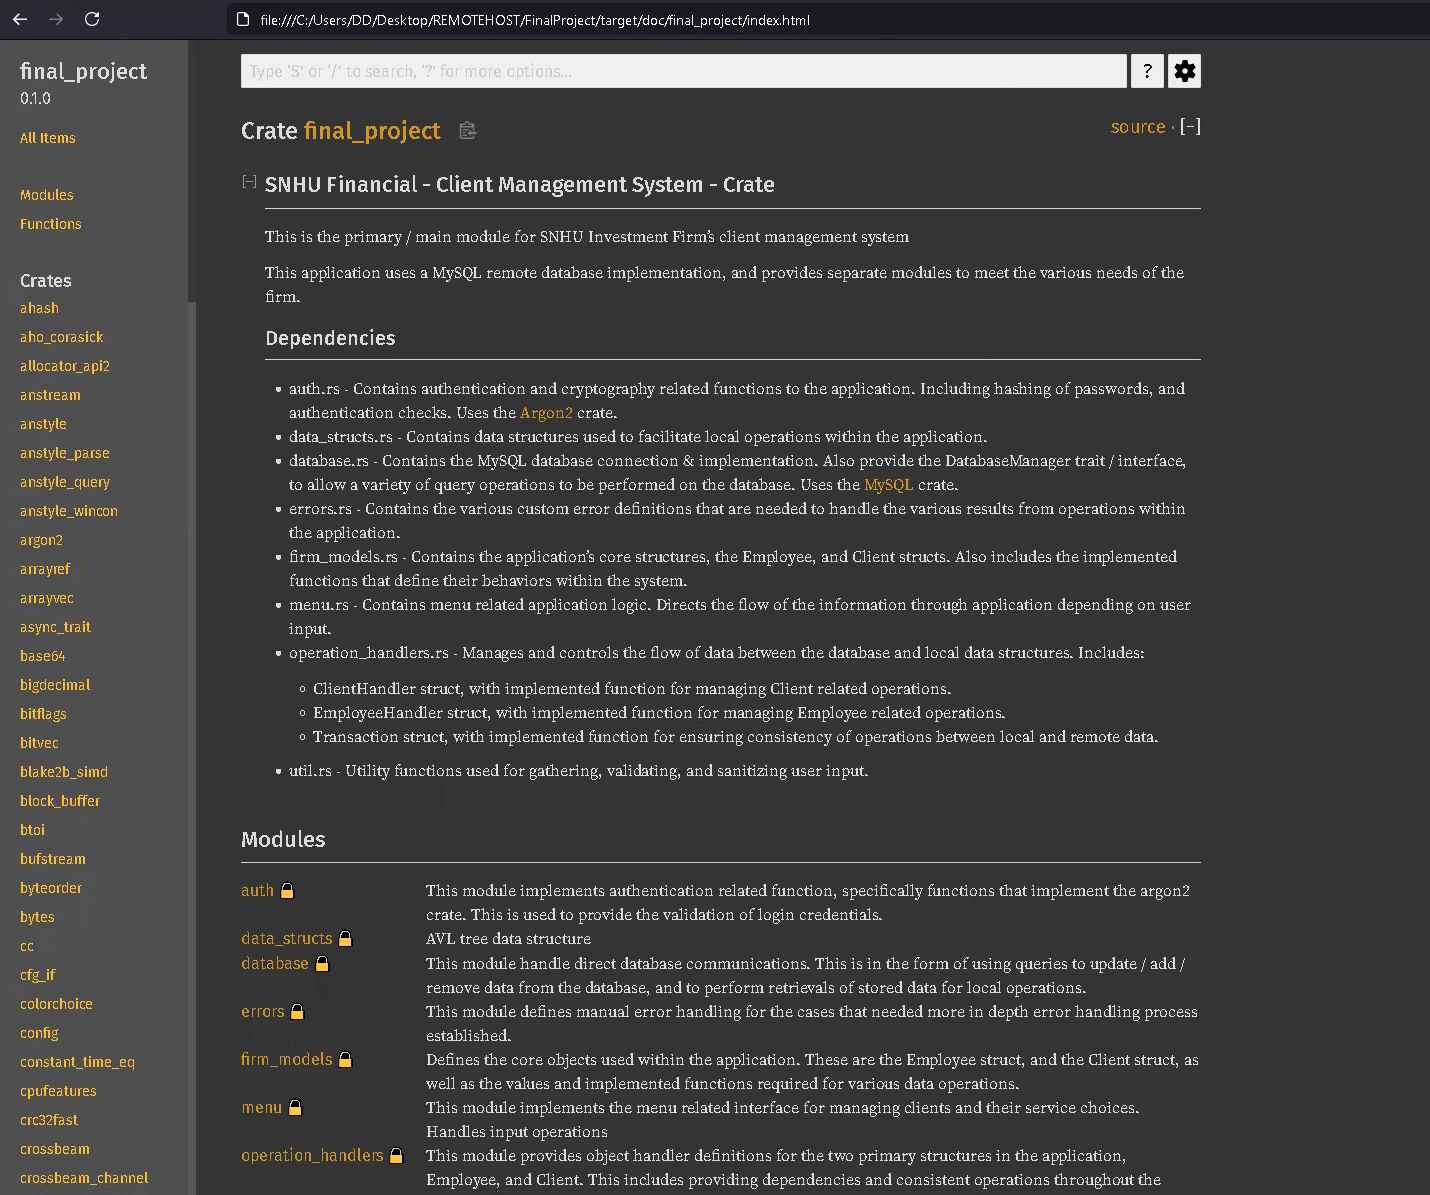 file:///C:/Users/DD/Desktop/REMOTEHOST/FinalProject/target/doc/final_project/index.html
final_project
0.1.0
All Items
Modules
Functions
Crates
ahash
aho_corasick
allocator_api2
anstream
anstyle
anstyle_parse
anstyle_query
anstyle_wincon
argon2
arrayref
arrayvec
async_trait
base64
bigdecimal
bitflags
bitvec
blake2b_simd
block_buffer
btoi
bufstream
byteorder
bytes
cc
cfg_if
colorchoice
config
constant_time_eq
cpufeatures
crc32fast
crossbeam
crossbeam_channel
Type ‘S’ or ‘/’ to search, ‘?’ for more options…
?
Crate final_project
source · [−]
[−] SNHU Financial - Client Management System - Crate
This is the primary / main module for SNHU Investment Firm’s client management system
This application uses a MySQL remote database implementation, and provides separate modules to meet the various needs of the
firm.
Dependencies
• auth.rs - Contains authentication and cryptography related functions to the application. Including hashing of passwords, and
authentication checks. Uses the Argon2 crate.
• data_structs.rs - Contains data structures used to facilitate local operations within the application.
• database.rs - Contains the MySQL database connection & implementation. Also provide the DatabaseManager trait / interface,
to allow a variety of query operations to be performed on the database. Uses the MySQL crate.
• errors.rs - Contains the various custom error definitions that are needed to handle the various results from operations within
the application.
• firm_models.rs - Contains the application’s core structures, the Employee, and Client structs. Also includes the implemented
functions that define their behaviors within the system.
• menu.rs - Contains menu related application logic. Directs the flow of the information through application depending on user
input.
• operation_handlers.rs - Manages and controls the flow of data between the database and local data structures. Includes:
◦ ClientHandler struct, with implemented function for managing Client related operations.
◦ EmployeeHandler struct, with implemented function for managing Employee related operations.
◦ Transaction struct, with implemented function for ensuring consistency of operations between local and remote data.
• util.rs - Utility functions used for gathering, validating, and sanitizing user input.
Modules
auth 🔒 This module implements authentication related function, specifically functions that implement the argon2
crate. This is used to provide the validation of login credentials.
data_structs 🔒 AVL tree data structure
database 🔒 This module handle direct database communications. This is in the form of using queries to update / add /
remove data from the database, and to perform retrievals of stored data for local operations.
errors 🔒 This module defines manual error handling for the cases that needed more in depth error handling process
established.
firm_models 🔒 Defines the core objects used within the application. These are the Employee struct, and the Client struct, as
well as the values and implemented functions required for various data operations.
menu 🔒 This module implements the menu related interface for managing clients and their service choices.
Handles input operations
operation_handlers 🔒 This module provides object handler definitions for the two primary structures in the application,
Employee, and Client. This includes providing dependencies and consistent operations throughout the